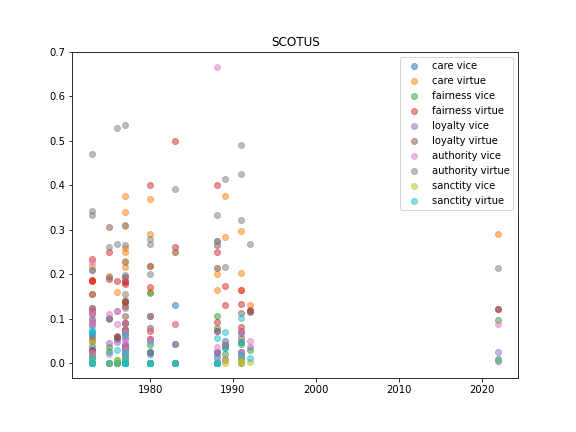 SCOTUS
0.7
0.6
0.5
0.4
0.3
0.2
0.1
0.0
1980
1990
2000
2010
2020
care vice
care virtue
fairness vice
fairness virtue
loyalty vice
loyalty virtue
authority vice
authority virtue
sanctity vice
sanctity virtue